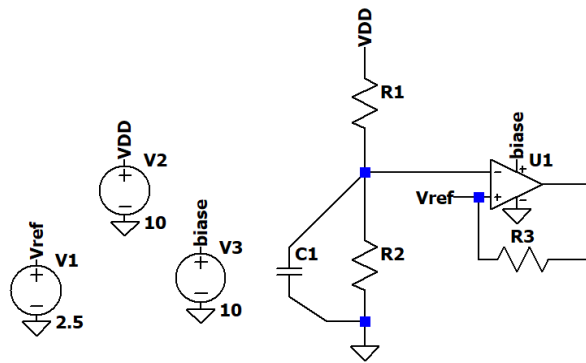 VDD
R1
VDD
V2
10
biase
U1
Vref
R3
Vref
V1
2.5
biase
V3
10
C1
R2